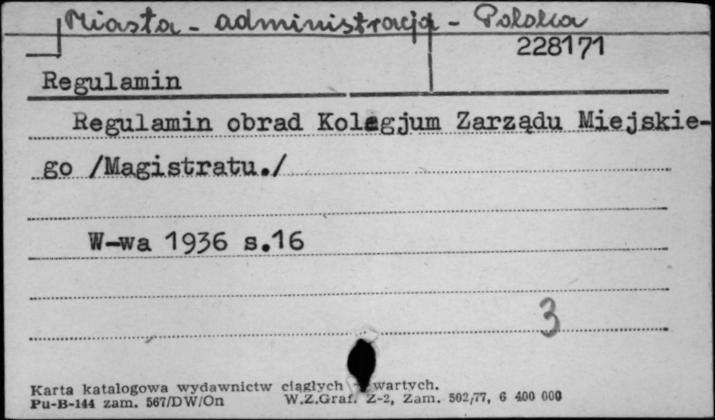 Miasta - administracja - Polska
228171
Regulamin
Regulamin obrad Kolegjum Zarządu Miejskie-
go /Magistratu./
W-wa 1936 s.16
3
Karta katalogowa wydawnictw ciągłych wartych.
Pu-B-144 zam. 567/DW/On W.Z.Graf. Z-2, Zam. 502/77, 6 400 000